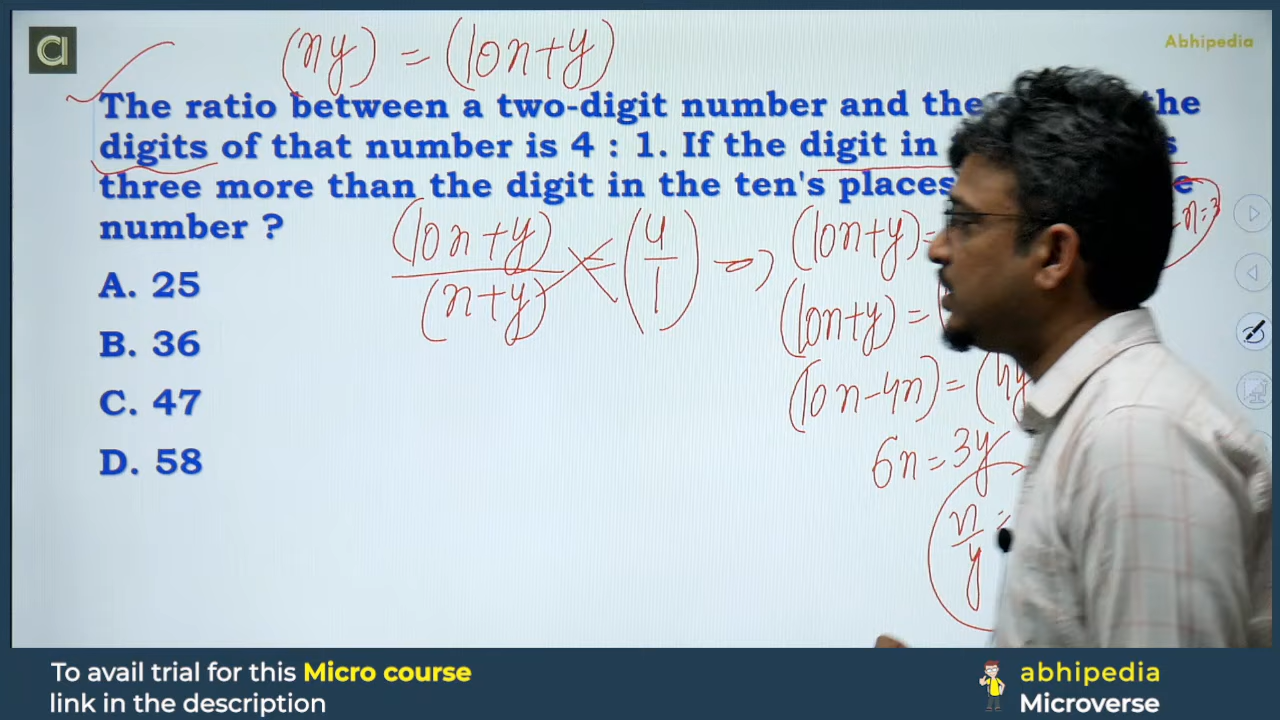 (xy) = (10x+y)
Abhipedia
The ratio between a two-digit number and the the
digits of that number is 4 : 1. If the digit in
three more than the digit in the ten's places
number ?
(10x+y)/(x+y) = (4/1) => (10x+y)=
(10x+y) =
A. 25
B. 36
(10x-4x) = (4y
C. 47
6x = 3y
D. 58
x/y =
To avail trial for this Micro course
link in the description
abhipedia
Microverse